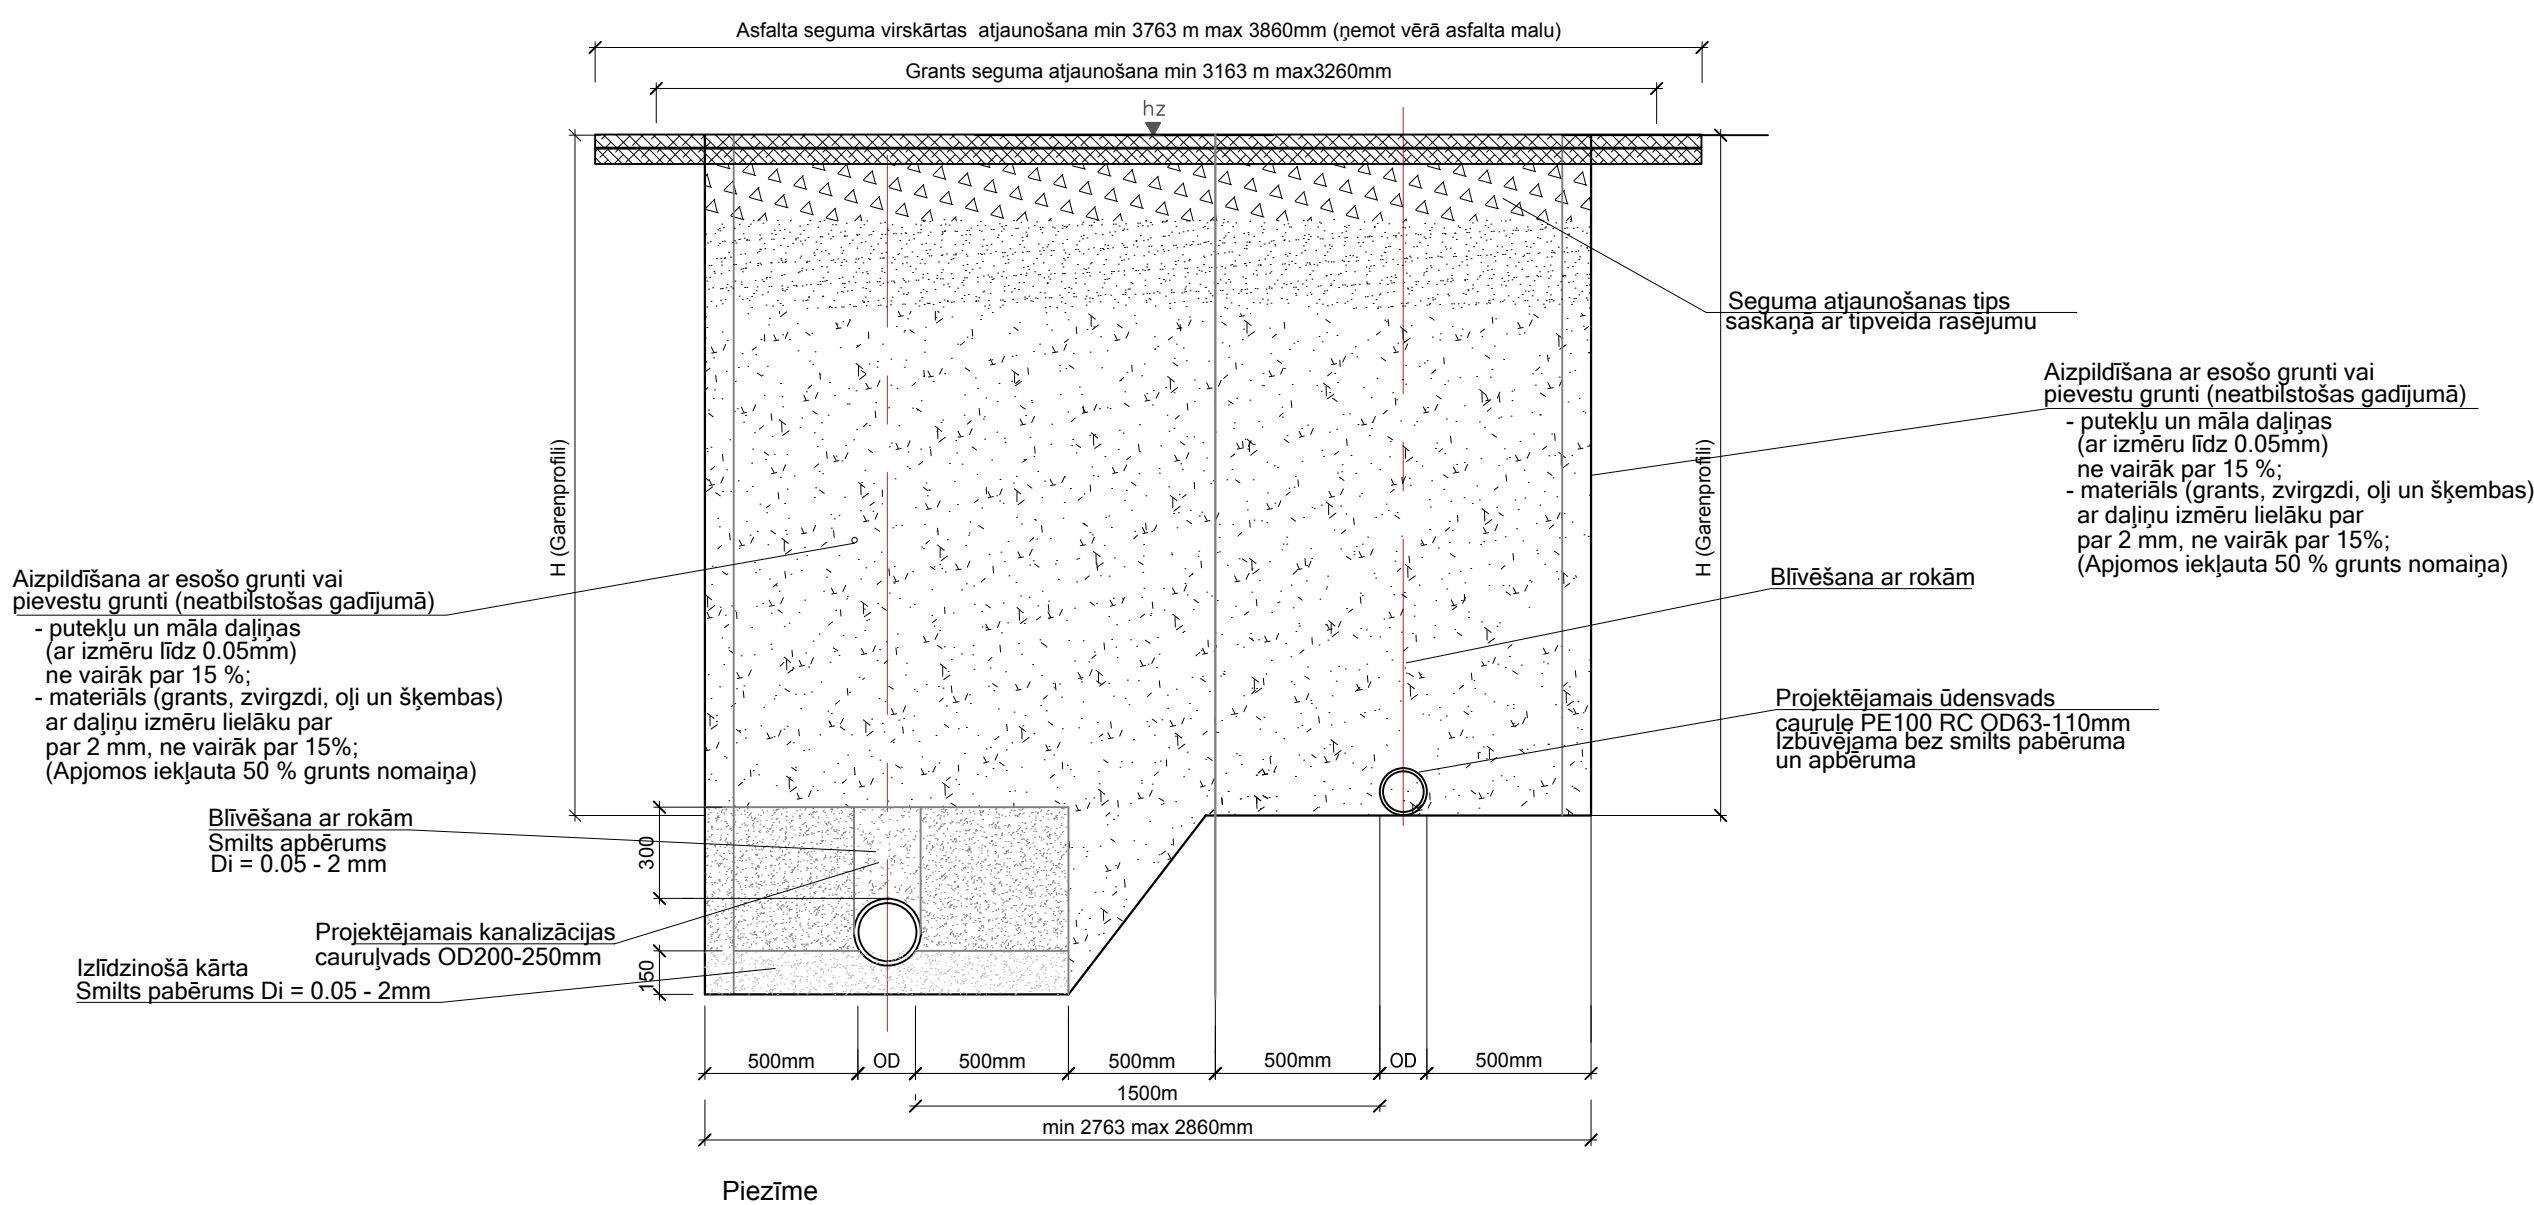 Asfalta seguma virskārtas  atjaunošana min 3763 m max 3860mm (ņemot vērā asfalta malu)
Grants seguma atjaunošana min 3163 m max3260mm
hz
Seguma atjaunošanas tips
saskaņā ar tipveida rasējumu
Aizpildīšana ar esošo grunti vai
pievestu grunti (neatbilstošas gadījumā)
- putekļu un māla daļiņas
(ar izmēru līdz 0.05mm)
ne vairāk par 15 %;
- materiāls (grants, zvirgzdi, oļi un šķembas)
ar daļiņu izmēru lielāku par
par 2 mm, ne vairāk par 15%;
(Apjomos iekļauta 50 % grunts nomaiņa)
H (Garenprofili)
H (Garenprofili)
Blīvēšana ar rokām
Aizpildīšana ar esošo grunti vai
pievestu grunti (neatbilstošas gadījumā)
- putekļu un māla daļiņas
(ar izmēru līdz 0.05mm)
ne vairāk par 15 %;
- materiāls (grants, zvirgzdi, oļi un šķembas)
ar daļiņu izmēru lielāku par
par 2 mm, ne vairāk par 15%;
(Apjomos iekļauta 50 % grunts nomaiņa)
Projektējamais ūdensvads
caurule PE100 RC OD63-110mm
Izbūvējama bez smilts pabēruma
un apbēruma
Blīvēšana ar rokām
Smilts apbērums
Di = 0.05 - 2 mm
300
Projektējamais kanalizācijas
cauruļvads OD200-250mm
Izlīdzinošā kārta
Smilts pabērums Di = 0.05 - 2mm
150
500mm
OD
500mm
500mm
500mm
OD
500mm
1500m
min 2763 max 2860mm
Piezīme